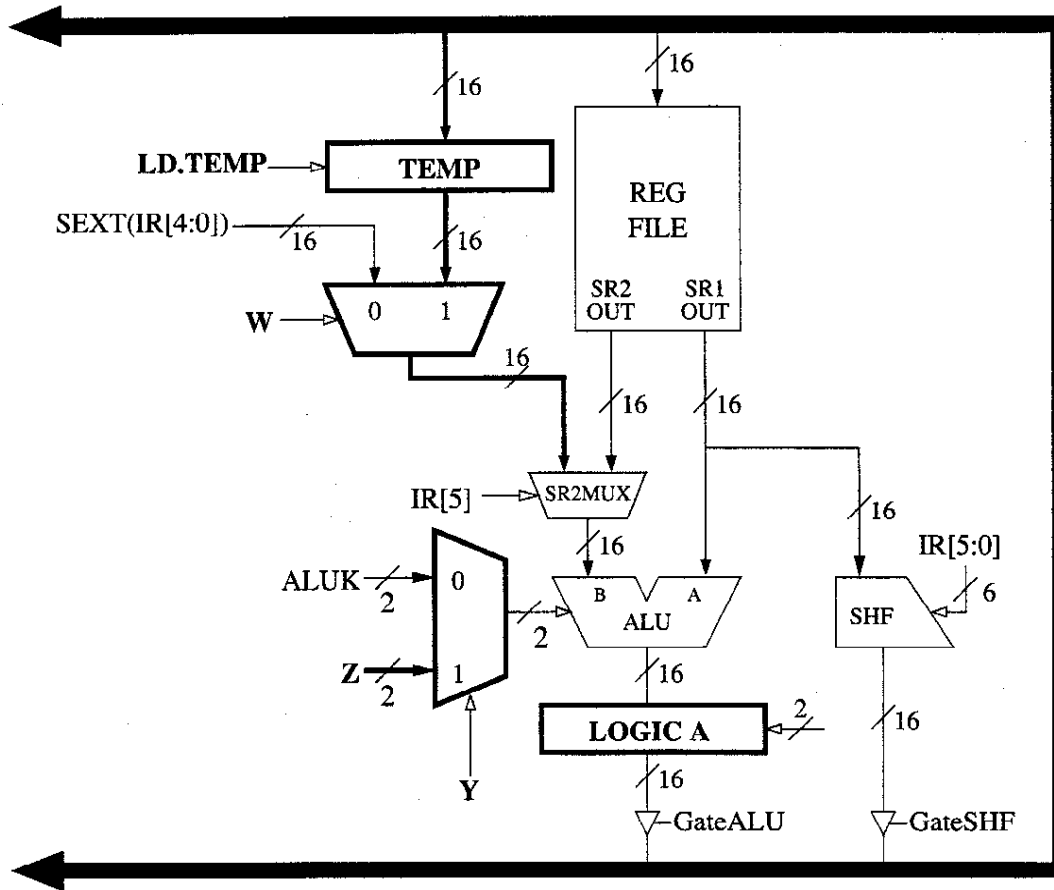 16
16
LD.TEMP
TEMP
REG
FILE
SEXT(IR[4:0])
16
16
SR2
OUT
SR1
OUT
W
0
1
16
16
16
IR[5]
SR2MUX
16
16
IR[5:0]
6
ALUK
2
0
2
B
A
ALU
SHF
Z
2
1
16
2
LOGIC A
16
Y
16
GateALU
GateSHF